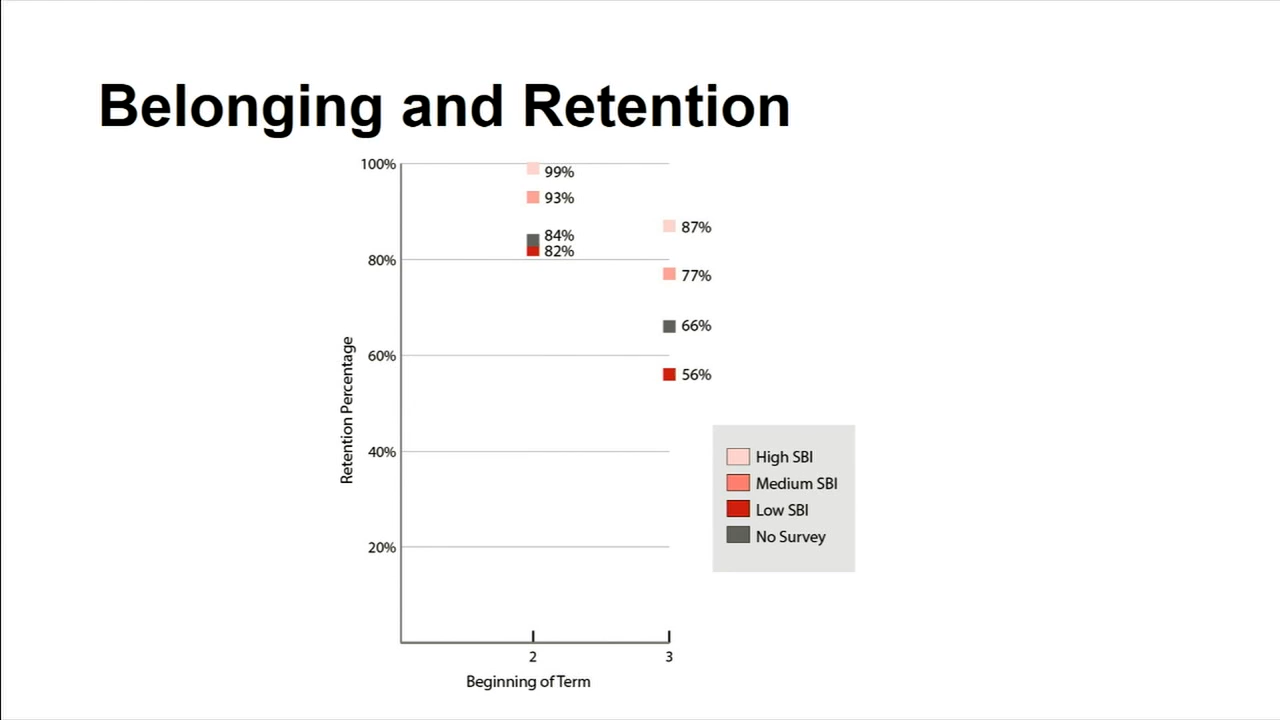 Belonging and Retention
100%
99%
93%
84%
82%
87%
80%
77%
66%
60%
56%
40%
20%
Retention Percentage
High SBI
Medium SBI
Low SBI
No Survey
2
3
Beginning of Term